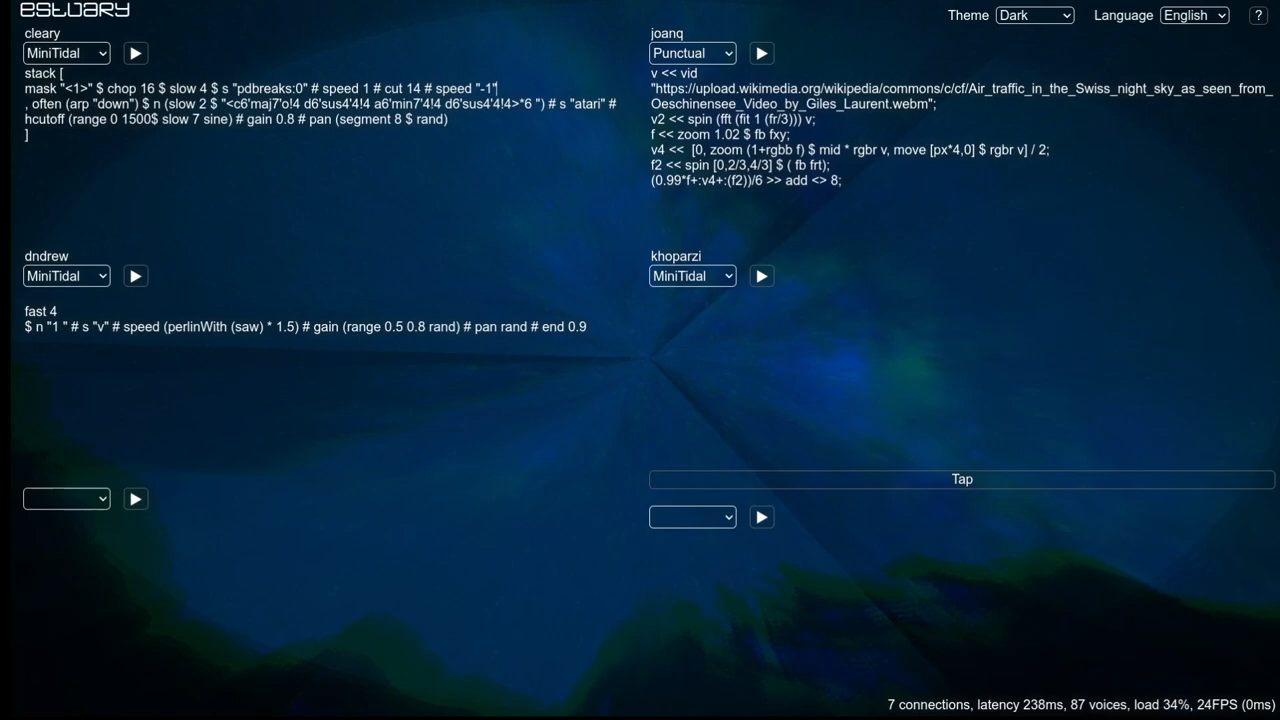 estuary
Theme Dark Language English ?
cleary
MiniTidal
stack [
mask "<1>" $ chop 16 $ slow 4 $ s "pdbreaks:0" # speed 1 # cut 14 # speed "-1"
, often (arp "down") $ n (slow 2 $ "<c6'maj7'o!4 d6'sus4'4!4 a6'min7'4!4 d6'sus4'4!4>*6 ") # s "atari" #
hcutoff (range 0 1500$ slow 7 sine) # gain 0.8 # pan (segment 8 $ rand)
]
joanq
Punctual
v << vid
"https://upload.wikimedia.org/wikipedia/commons/c/cf/Air_traffic_in_the_Swiss_night_sky_as_seen_from_
Oeschinensee_Video_by_Giles_Laurent.webm";
v2 << spin (fft (fit 1 (fr/3))) v;
f << zoom 1.02 $ fb fxy;
v4 <<  [0, zoom (1+rgbb f) $ mid * rgbr v, move [px*4,0] $ rgbr v] / 2;
f2 << spin [0,2/3,4/3] $ ( fb frt);
(0.99*f+:v4+:(f2))/6 >> add <> 8;
dndrew
MiniTidal
fast 4
$ n "1 " # s "v" # speed (perlinWith (saw) * 1.5) # gain (range 0.5 0.8 rand) # pan rand # end 0.9
khoparzi
MiniTidal
Tap
7 connections, latency 238ms, 87 voices, load 34%, 24FPS (0ms)